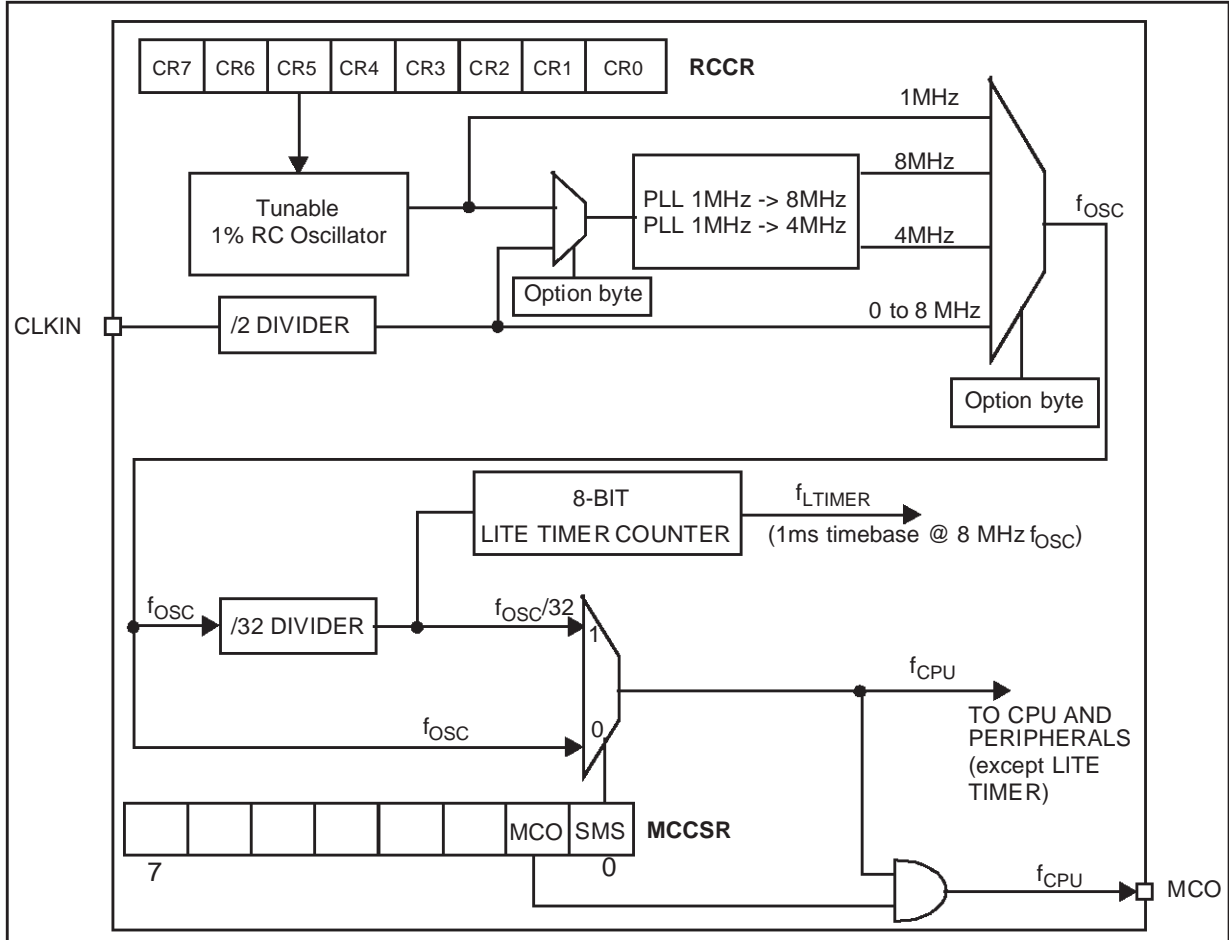 CR7 CR6 CR5 CR4 CR3 CR2 CR1 CR0 RCCR
1MHz
Tunable
1% RC Oscillator
PLL 1MHz -> 8MHz
PLL 1MHz -> 4MHz
8MHz
4MHz
fOSC
Option byte
CLKIN
/2 DIVIDER
0 to 8 MHz
Option byte
8-BIT
LITE TIMER COUNTER
fLTIMER
(1ms timebase @ 8 MHz fOSC)
fOSC
/32 DIVIDER
fOSC/32
1
fCPU
TO CPU AND
PERIPHERALS
(except LITE
TIMER)
fOSC
0
MCO SMS MCCSR
7 0
fCPU
MCO